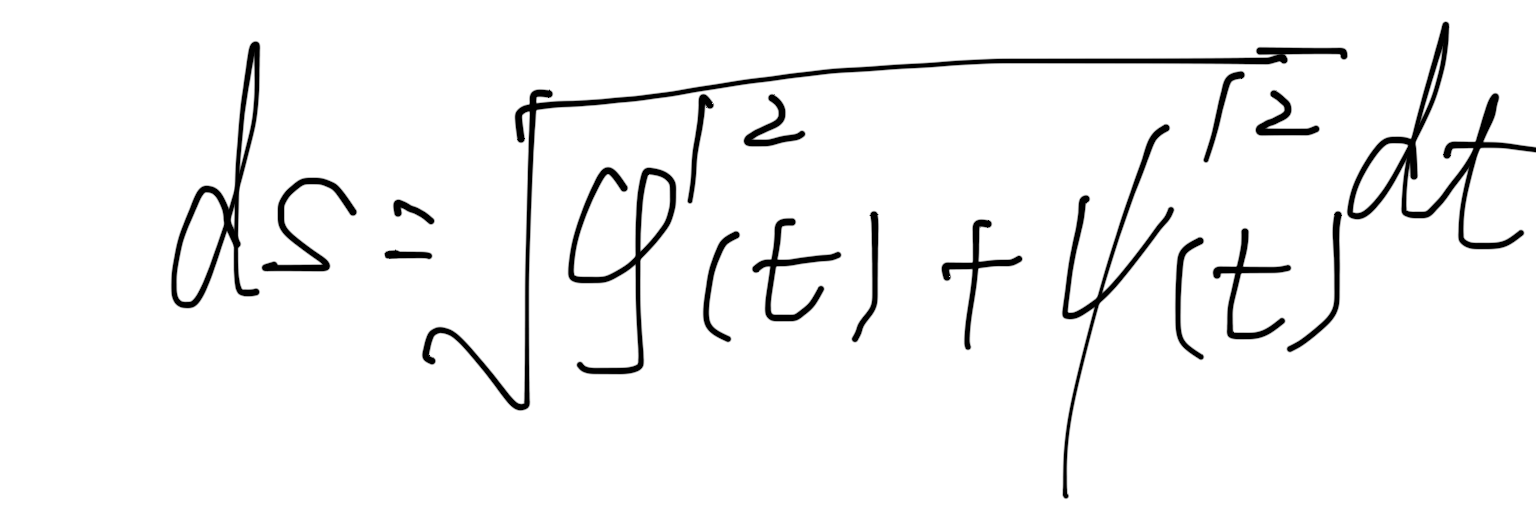 ds = √(φ'²(t) + ψ'²(t)) dt